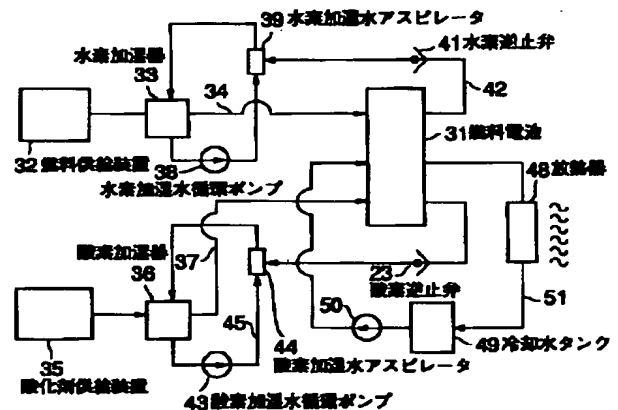 39 水素加湿水アスピレータ
41 水素逆止弁
水素加湿器
33
34
42
31 燃料電池
32 燃料供給装置
38
水素加湿水循環ポンプ
48 放熱器
酸素加湿器
36
37
23
酸素逆止弁
51
50
45
44
49 冷却水タンク
酸素加湿水アスピレータ
35
酸化剤供給装置
43 酸素加湿水循環ポンプ